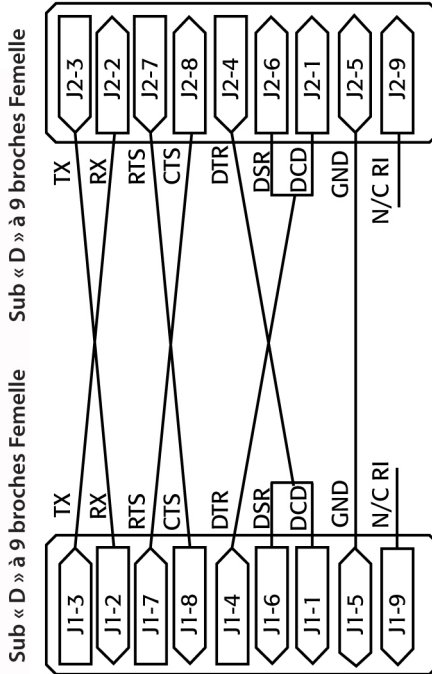 Sub « D » à 9 broches Femelle
Sub « D » à 9 broches Femelle
J1-3 TX TX J2-3
J1-2 RX RX J2-2
J1-7 RTS RTS J2-7
J1-8 CTS CTS J2-8
J1-4 DTR DTR J2-4
J1-6 DSR DSR J2-6
J1-1 DCD DCD J2-1
J1-5 GND GND J2-5
J1-9 N/C RI N/C RI J2-9